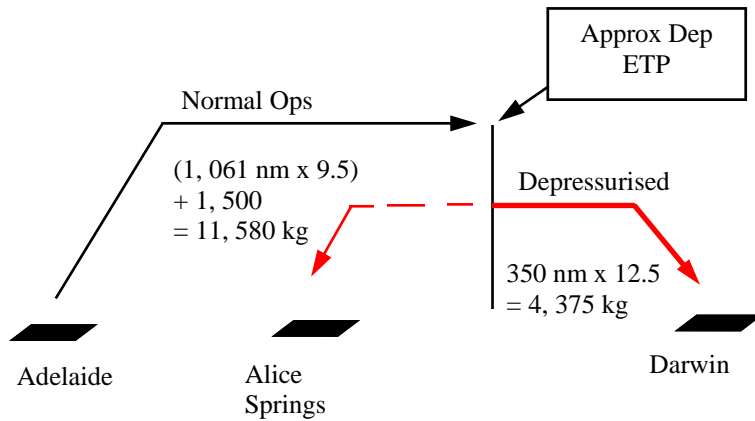 Approx Dep
ETP
Normal Ops
(1, 061 nm x 9.5)
+ 1, 500
= 11, 580 kg
Depressurised
350 nm x 12.5
= 4, 375 kg
Adelaide
Alice
Springs
Darwin